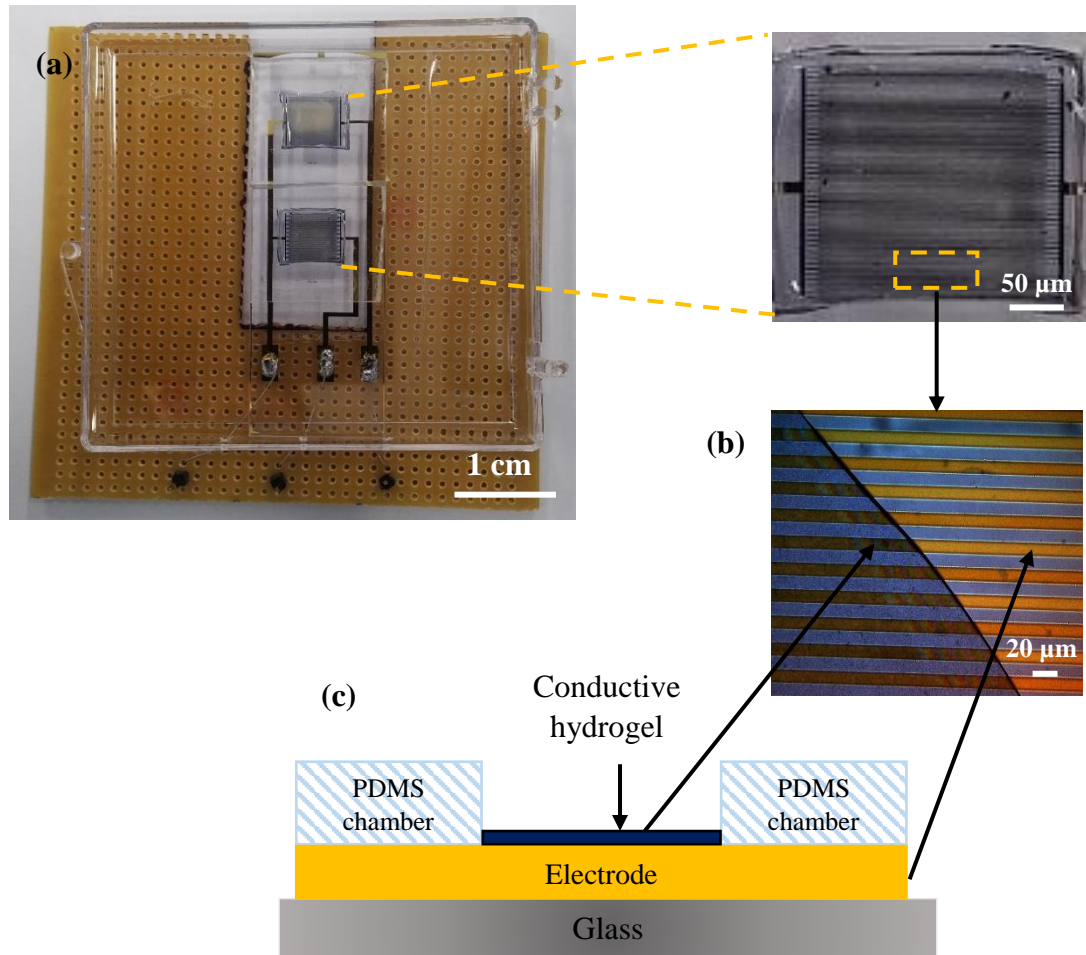 (a)
1 cm
50 µm
(b)
20 µm
(c)
Conductive
hydrogel
PDMS
chamber
PDMS
chamber
Electrode
Glass